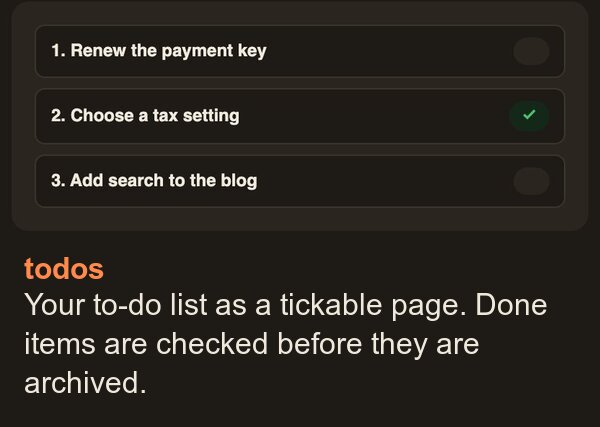 1. Renew the payment key
2. Choose a tax setting
3. Add search to the blog
todos
Your to-do list as a tickable page. Done
items are checked before they are
archived.